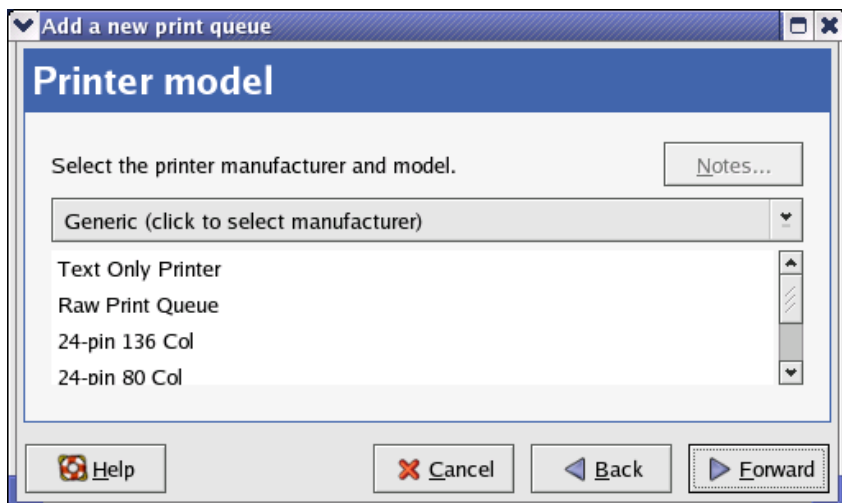 Add a new print queue
Printer model
Select the printer manufacturer and model.
Notes...
Generic (click to select manufacturer)
Text Only Printer
Raw Print Queue
24-pin 136 Col
24-pin 80 Col
Help
Cancel
Back
Forward